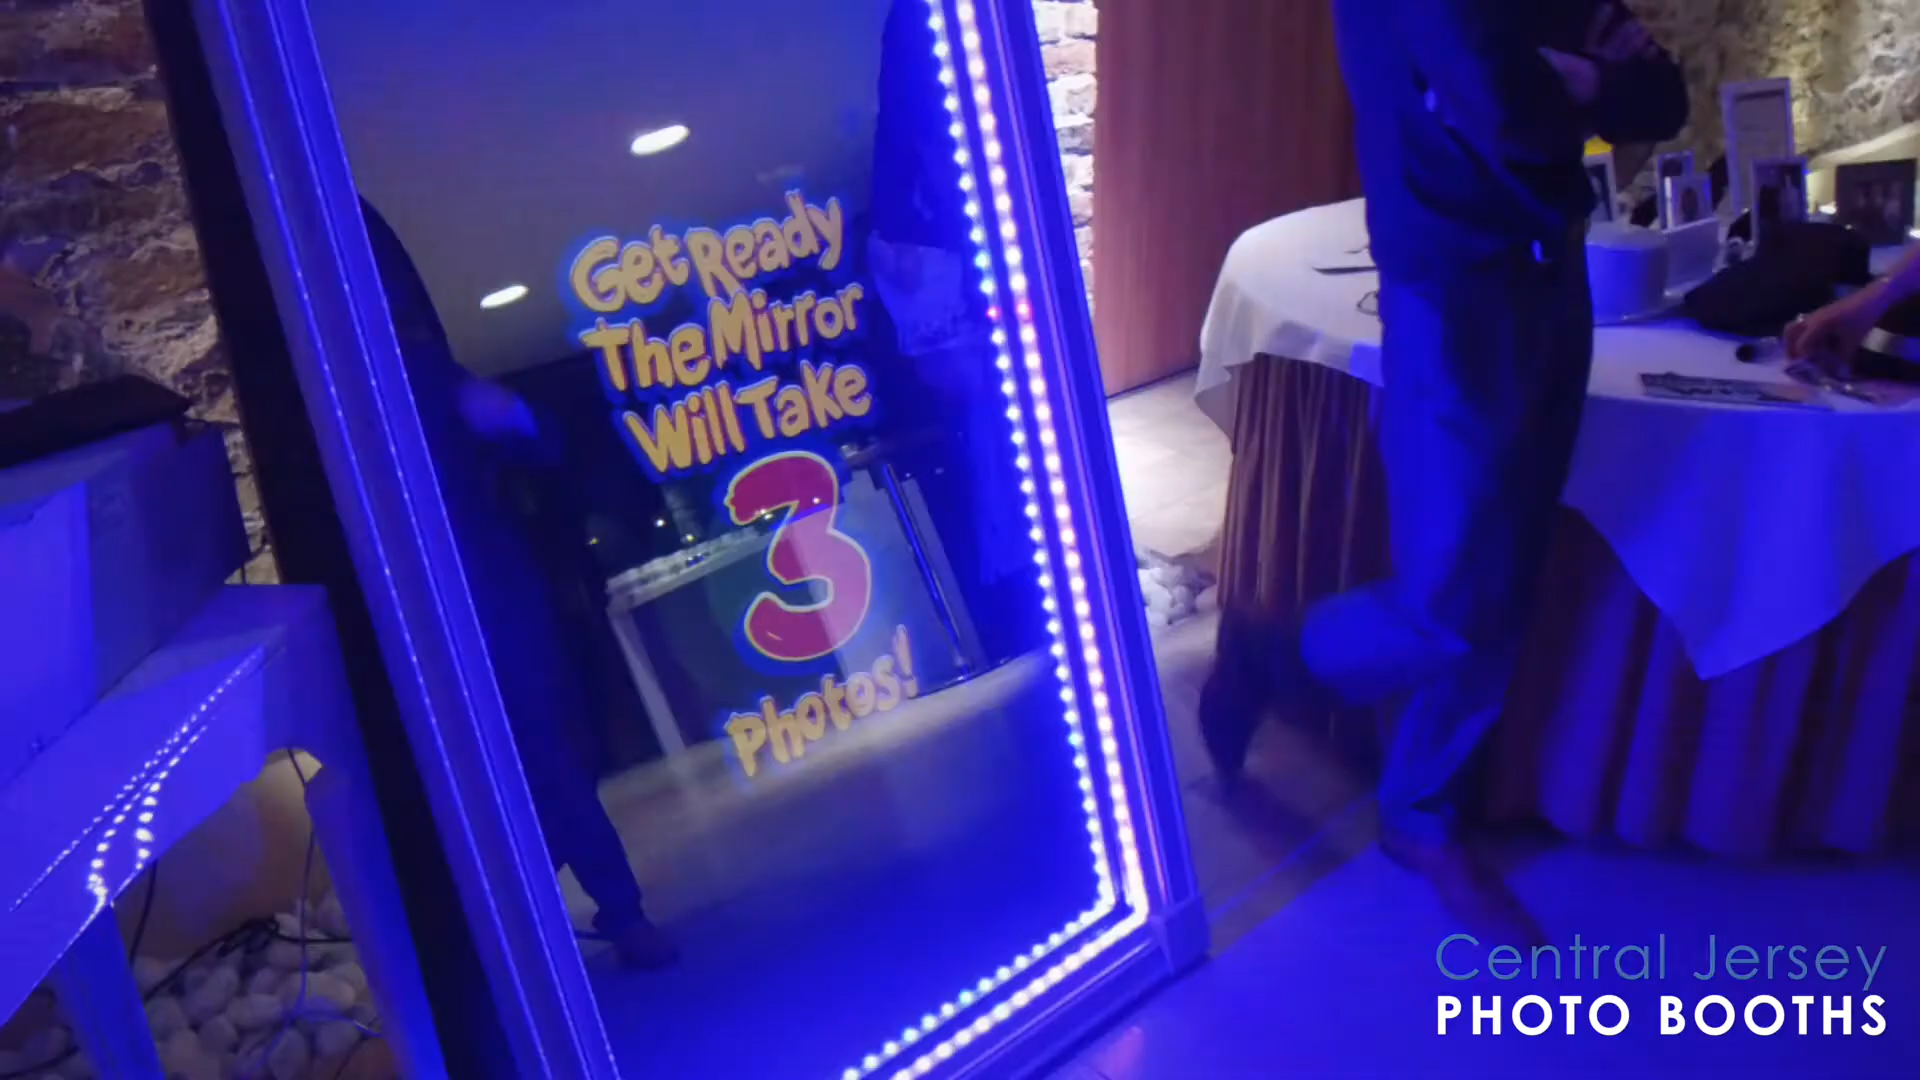 Get Ready
The Mirror
Will Take
3
Photos!
Central Jersey
PHOTO BOOTHS